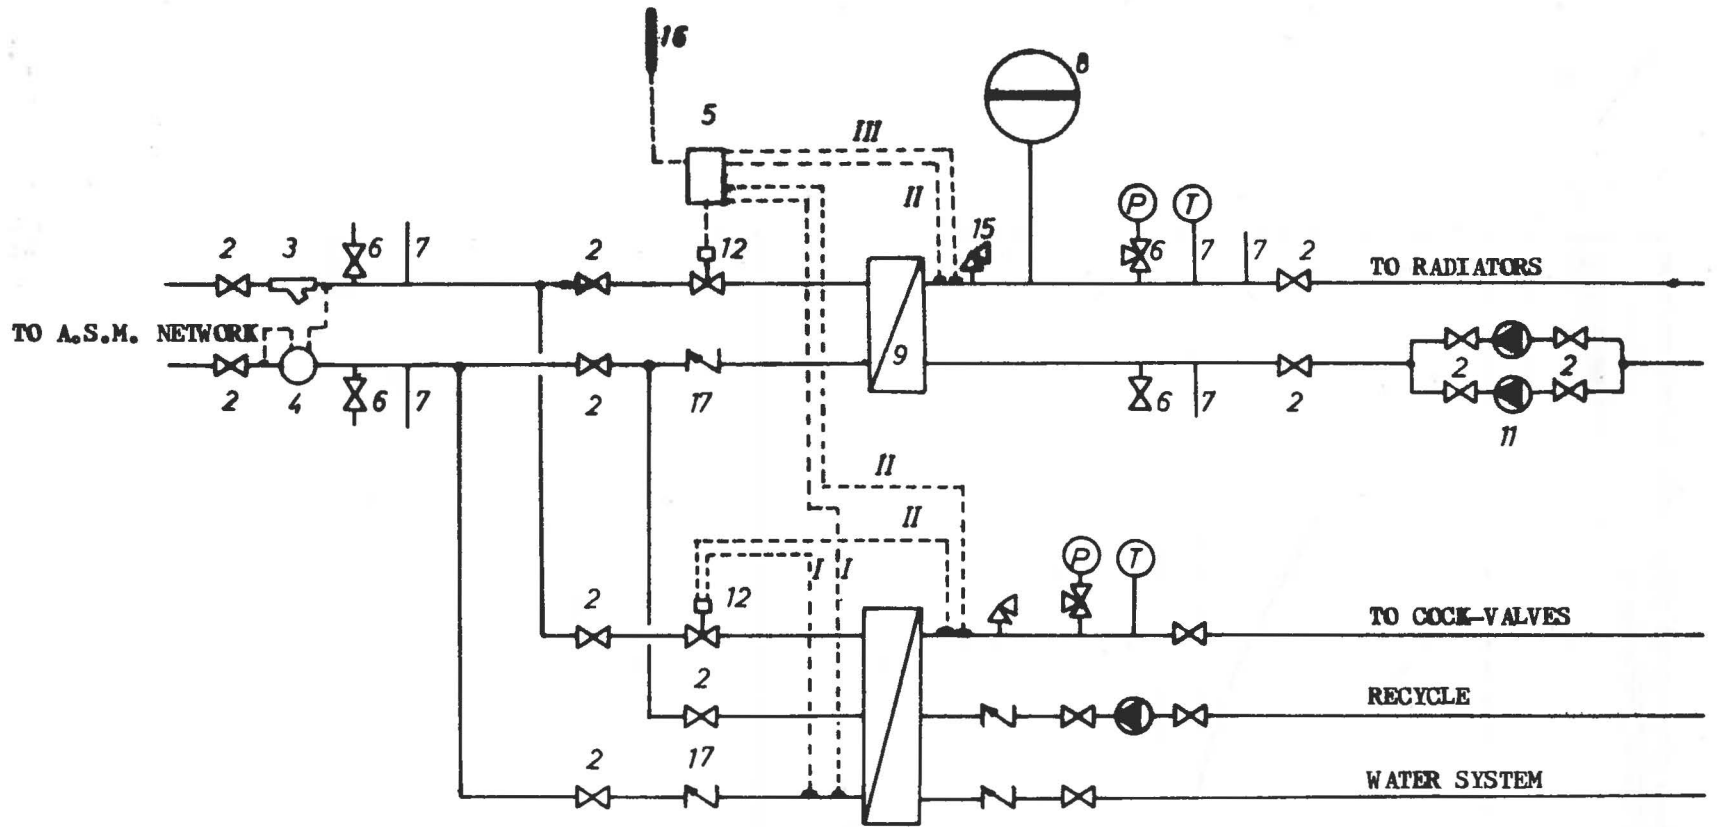 16
8
5
III
P T
II
2 3 6 7 2 12 15 6 7 7 2
TO RADIATORS
TO A.S.M. NETWORK
9 2 2
2 4 6 7 2 17 6 7 2
11
II
II
P T
I I
2 12
TO COCK-VALVES
2
RECYCLE
2 17
WATER SYSTEM